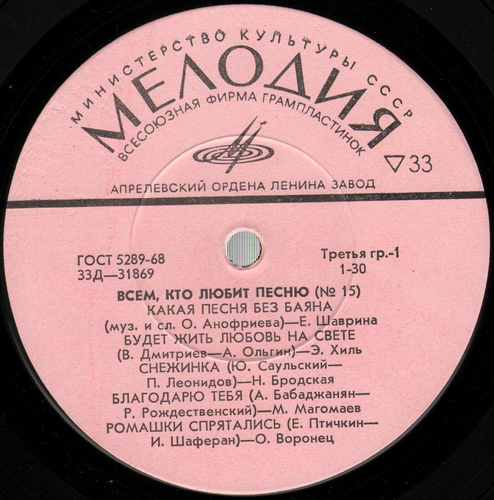 МИНИСТЕРСТВО КУЛЬТУРЫ СССР
МЕЛОДИЯ
ВСЕСОЮЗНАЯ ФИРМА ГРАМПЛАСТИНОК
▽33
АПРЕЛЕВСКИЙ ОРДЕНА ЛЕНИНА ЗАВОД
ГОСТ 5289-68
Третья гр.-1
33Д—31869
1-30
ВСЕМ, КТО ЛЮБИТ ПЕСНЮ (№ 15)
КАКАЯ ПЕСНЯ БЕЗ БАЯНА
(муз. и сл. О. Анофриева)—Е. Шаврина
БУДЕТ ЖИТЬ ЛЮБОВЬ НА СВЕТЕ
(В. Дмитриев—А. Ольгин)—Э. Хиль
СНЕЖИНКА (Ю. Саульский—
П. Леонидов)—Н. Бродская
БЛАГОДАРЮ ТЕБЯ (А. Бабаджанян—
Р. Рождественский)—М. Магомаев
РОМАШКИ СПРЯТАЛИСЬ (Е. Птичкин—
И. Шаферан)—О. Воронец